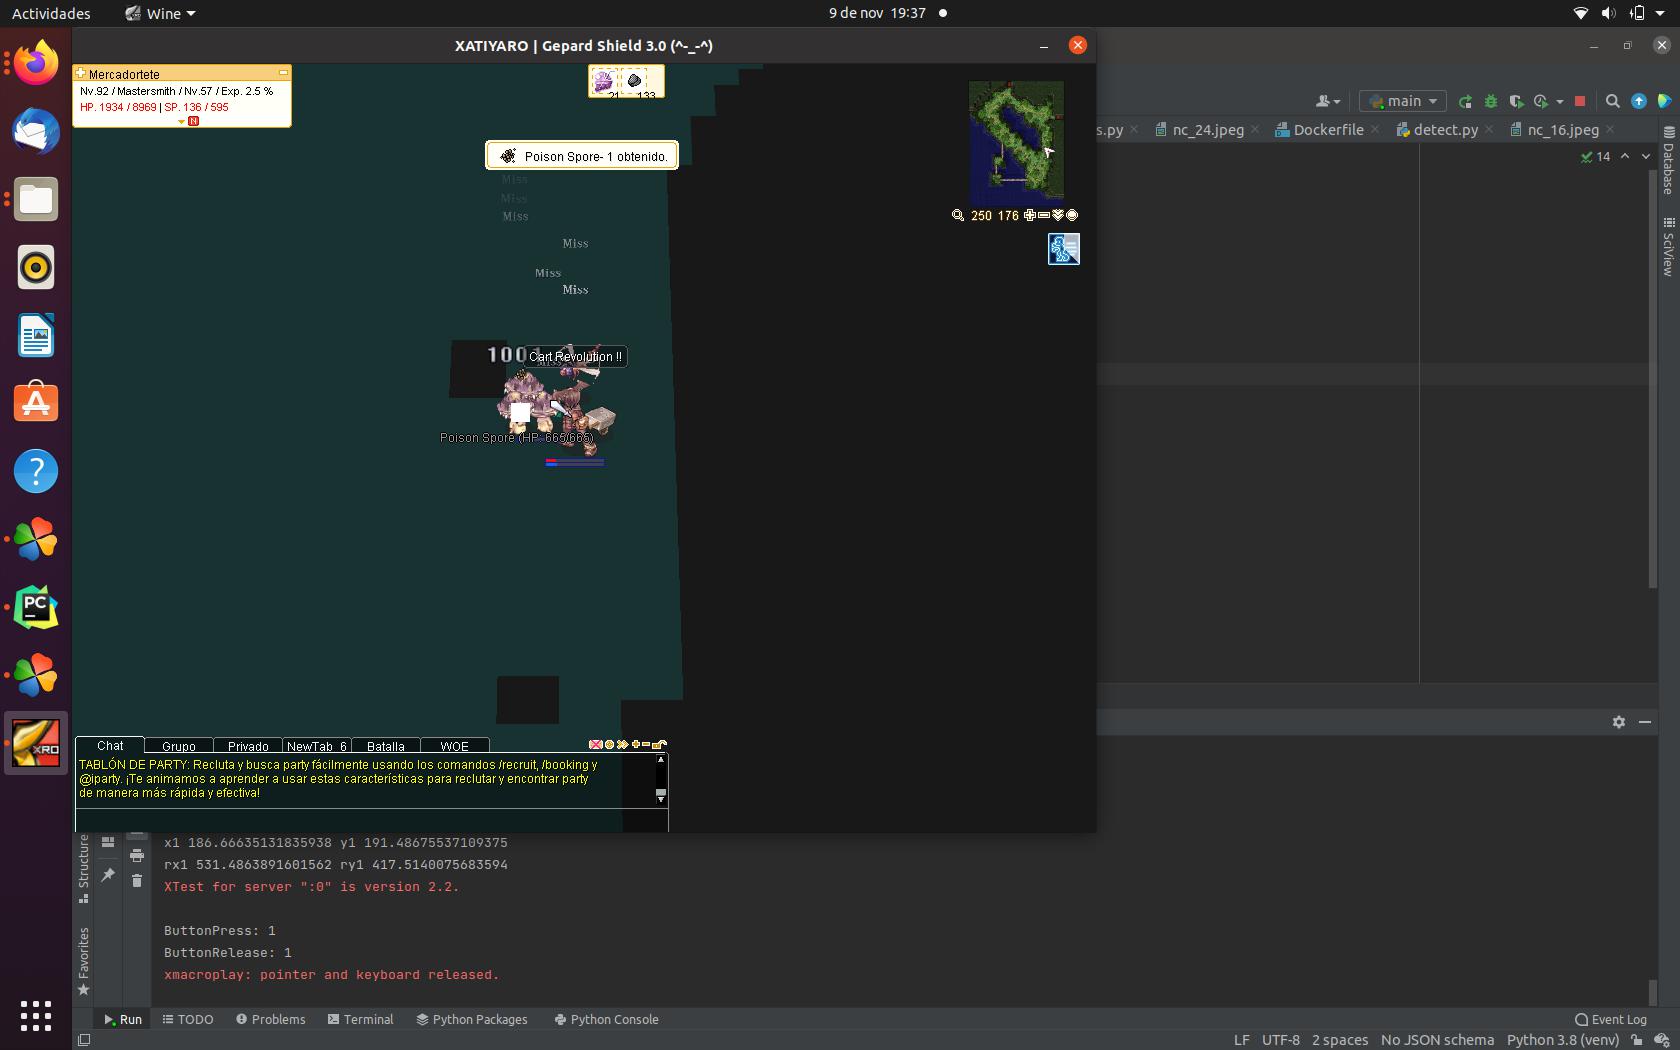 Actividades
Wine
9 de nov 19:37
XATIYARO | Gepard Shield 3.0 (^-_-^)
Mercadortete
Nv.92 / Mastersmith / Nv.57 / Exp. 2.5 %
HP. 1934 / 8969 | SP. 136 / 595
N
21
133
Poison Spore- 1 obtenido.
Miss
Miss
Miss
Miss
Miss
Miss
1001
Cart Revolution !!
Poison Spore (HP: 665/665)
250 176
main
s.py
nc_24.jpeg
Dockerfile
detect.py
nc_16.jpeg
14
Database
SciView
PC
XRO
Chat
Grupo
Privado
NewTab_6
Batalla
WOE
TABLÓN DE PARTY: Recluta y busca party fácilmente usando los comandos /recruit, /booking y
@iparty. ¡Te animamos a aprender a usar estas características para reclutar y encontrar party
de manera más rápida y efectiva!
Structure
Favorites
x1 186.66635131835938 y1 191.48675537109375
rx1 531.4863891601562 ry1 417.5140075683594
XTest for server ":0" is version 2.2.
ButtonPress: 1
ButtonRelease: 1
xmacroplay: pointer and keyboard released.
Run
TODO
Problems
Terminal
Python Packages
Python Console
Event Log
LF
UTF-8
2 spaces
No JSON schema
Python 3.8 (venv)